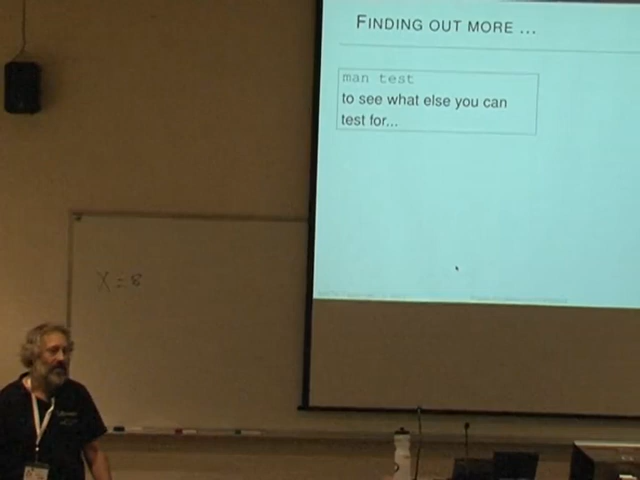 FINDING OUT MORE ...
man test
to see what else you can
test for...
X = 8